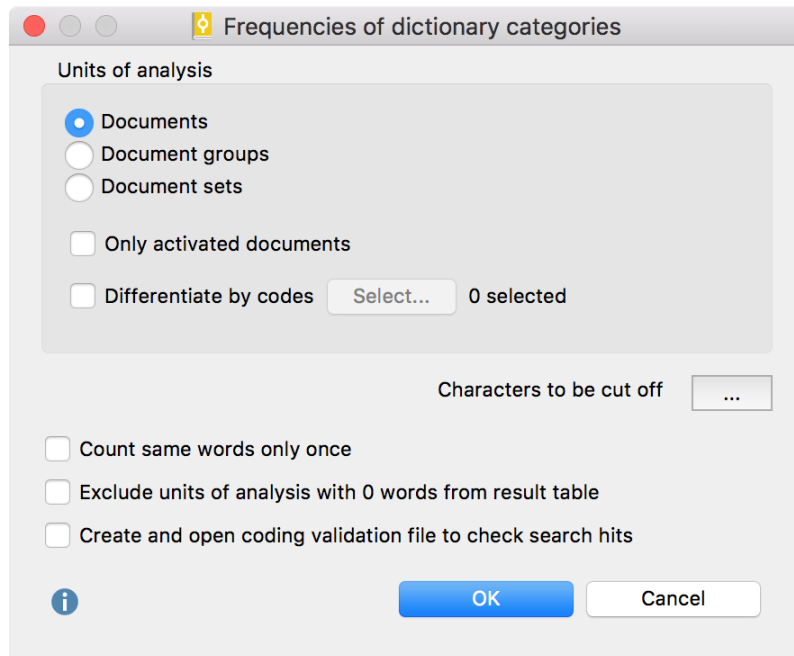 Frequencies of dictionary categories
Units of analysis
Documents
Document groups
Document sets
Only activated documents
Differentiate by codes Select... 0 selected
Characters to be cut off ...
Count same words only once
Exclude units of analysis with 0 words from result table
Create and open coding validation file to check search hits
OK Cancel